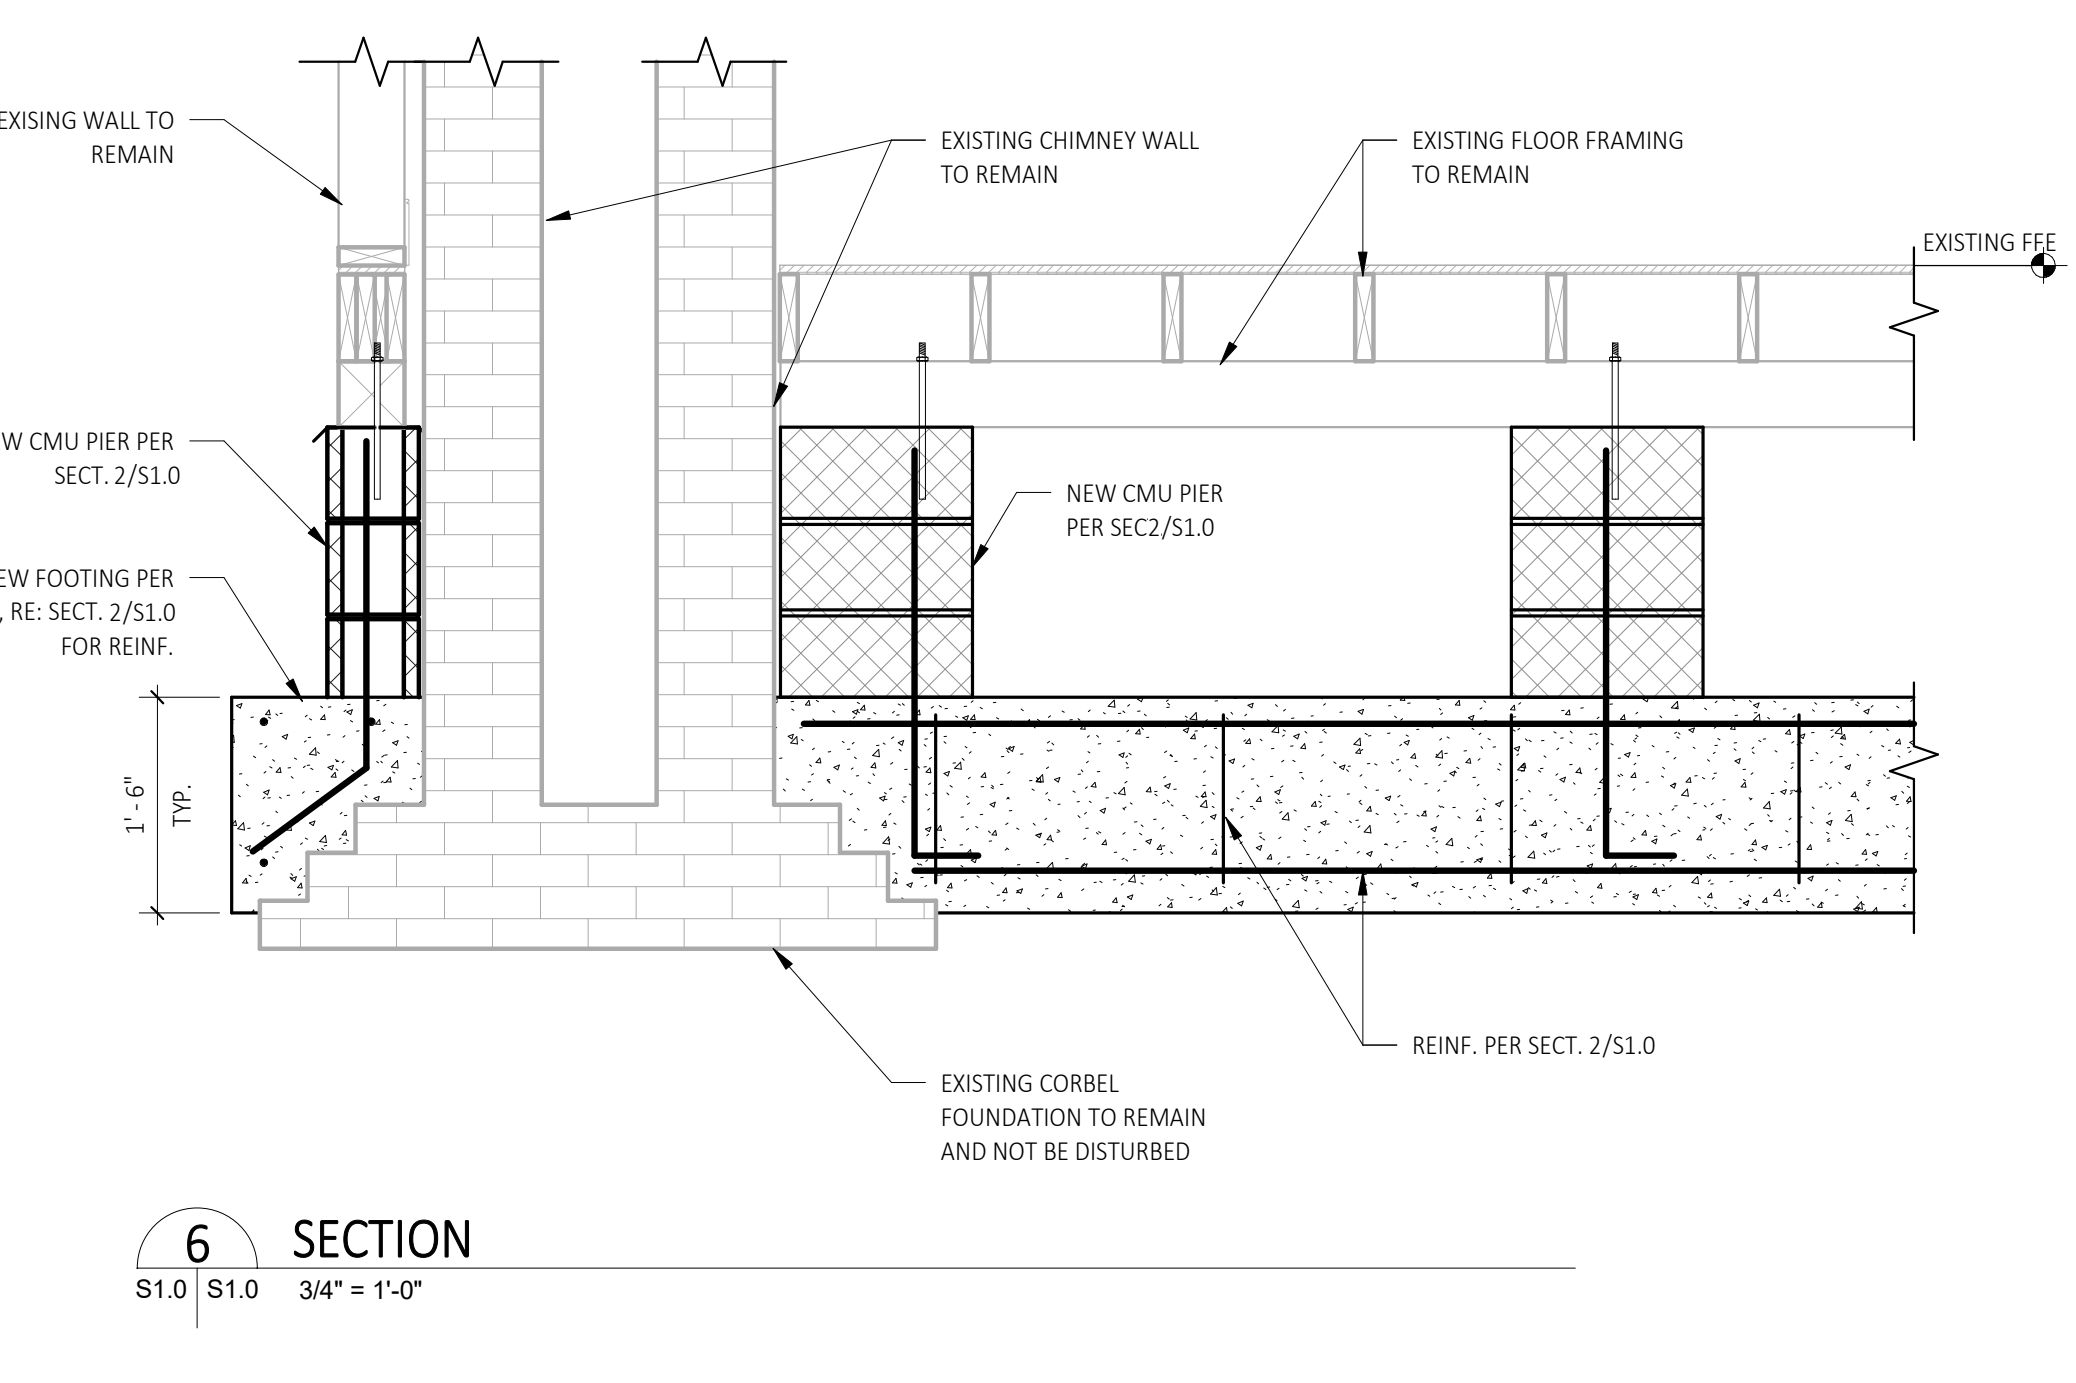 EXISING WALL TO
REMAIN
EXISTING CHIMNEY WALL
TO REMAIN
EXISTING FLOOR FRAMING
TO REMAIN
EXISTING FFE
W CMU PIER PER
SECT. 2/S1.0
NEW CMU PIER
PER SEC2/S1.0
EW FOOTING PER
, RE: SECT. 2/S1.0
FOR REINF.
1' - 6"
TYP.
REINF. PER SECT. 2/S1.0
EXISTING CORBEL
FOUNDATION TO REMAIN
AND NOT BE DISTURBED
6
SECTION
S1.0 S1.0
3/4" = 1'-0"